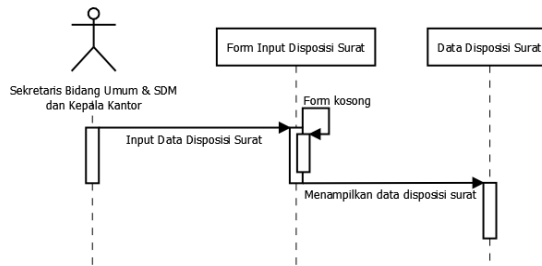 Form Input Disposisi Surat
Data Disposisi Surat
Sekretaris Bidang Umum & SDM
dan Kepala Kantor
Form kosong
Input Data Disposisi Surat
Menampilkan data disposisi surat